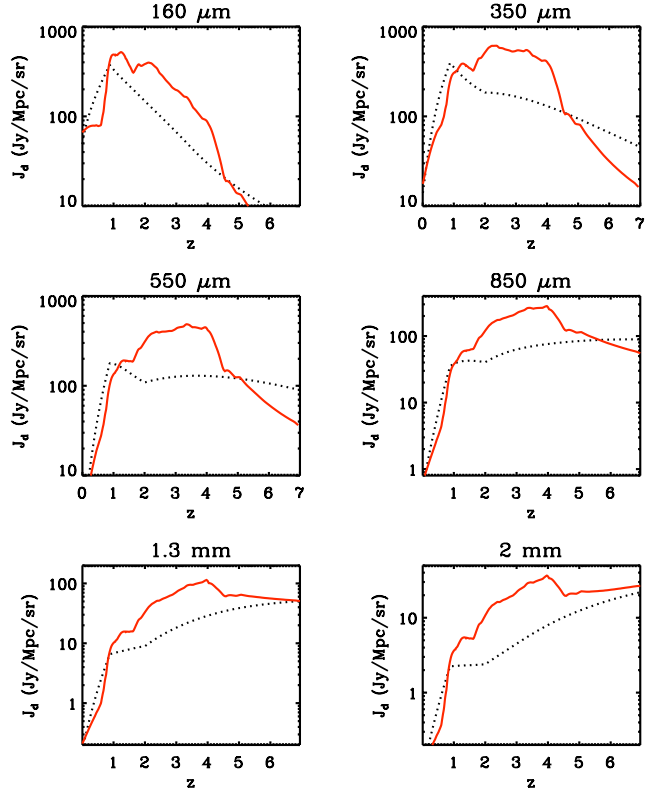 160 μm
1000
100
10
J_d (Jy/Mpc/sr)
1 2 3 4 5 6
z
350 μm
1000
100
10
J_d (Jy/Mpc/sr)
0 1 2 3 4 5 6 7
z
550 μm
1000
100
10
J_d (Jy/Mpc/sr)
0 1 2 3 4 5 6 7
z
850 μm
100
10
1
J_d (Jy/Mpc/sr)
1 2 3 4 5 6
z
1.3 mm
100
10
1
J_d (Jy/Mpc/sr)
0 1 2 3 4 5 6
z
2 mm
10
1
J_d (Jy/Mpc/sr)
1 2 3 4 5 6
z